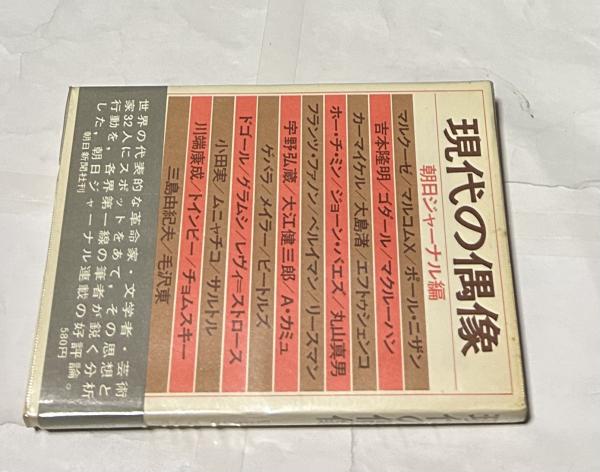 現代の偶像
朝日ジャーナル編
マルクーゼ／マルコムX／ポール・ニザン
吉本隆明／ゴダール／マクルーハン
カーマイケル／大島渚／エフトゥシェンコ
ホー・チ・ミン／ジョーン・バエズ／丸山真男
フランツ・ファノン／ベルイマン／リースマン
宇野弘蔵／大江健三郎／A・カミュ
ゲバラ／メイラー／ビートルズ
ドゴール／グラムシ／レヴィ=ストロース
小田実／ムニャチコ／サルトル
川端康成／トインビー／チョムスキー
三島由紀夫／毛沢東
世界の代表的な革命家・文学者・芸術
家32人にスポットをあて・その思想と
行動を・各界第一線の筆者が鋭く分析
した・朝日ジャーナル連載の好評論。
朝日新聞社刊 580円